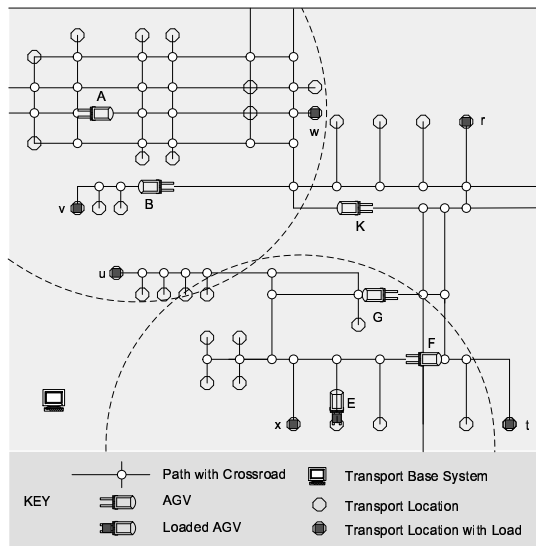 A
w
r
v
B
K
u
G
F
E
x
t
KEY
Path with Crossroad
AGV
Loaded AGV
Transport Base System
Transport Location
Transport Location with Load